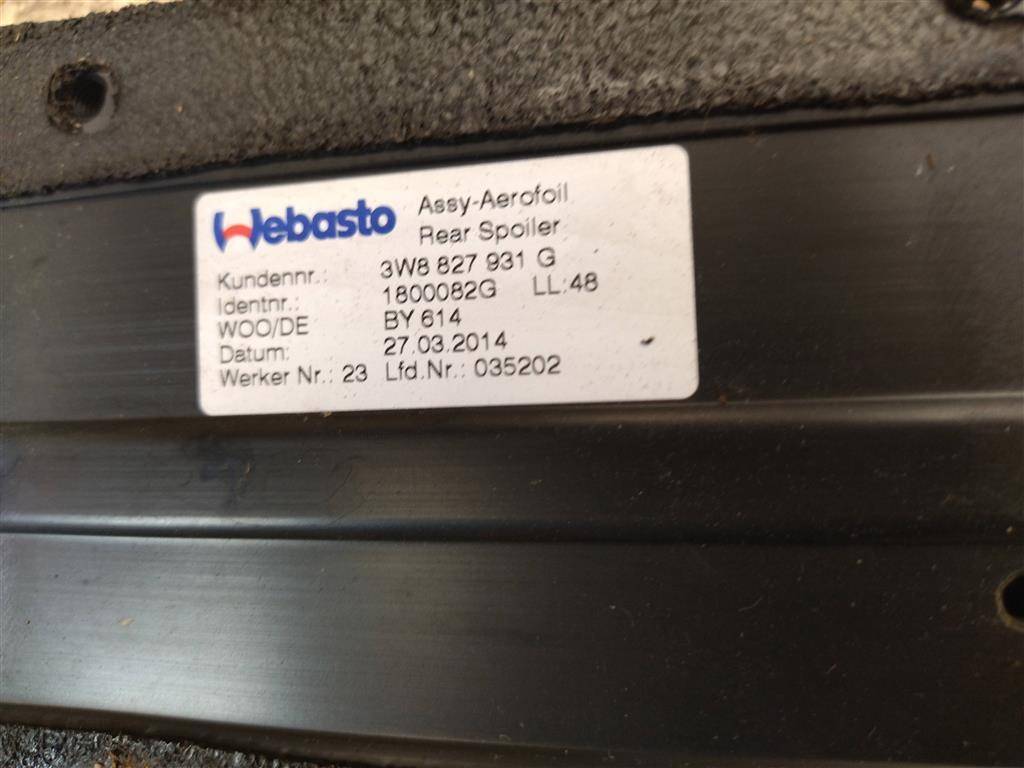 Webasto Assy-Aerofoil
Rear Spoiler
Kundennr.: 3W8 827 931 G
Identnr.: 1800082G LL:48
WOO/DE BY 614
Datum: 27.03.2014
Werker Nr.: 23 Lfd.Nr.: 035202